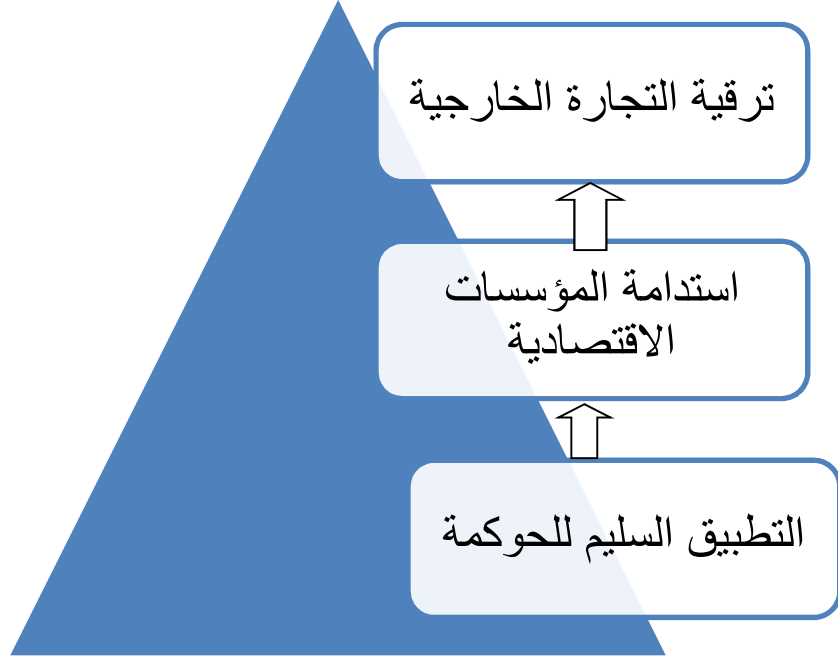 ترقية التجارة الخارجية
استدامة المؤسسات
الاقتصادية
التطبيق السليم للحوكمة